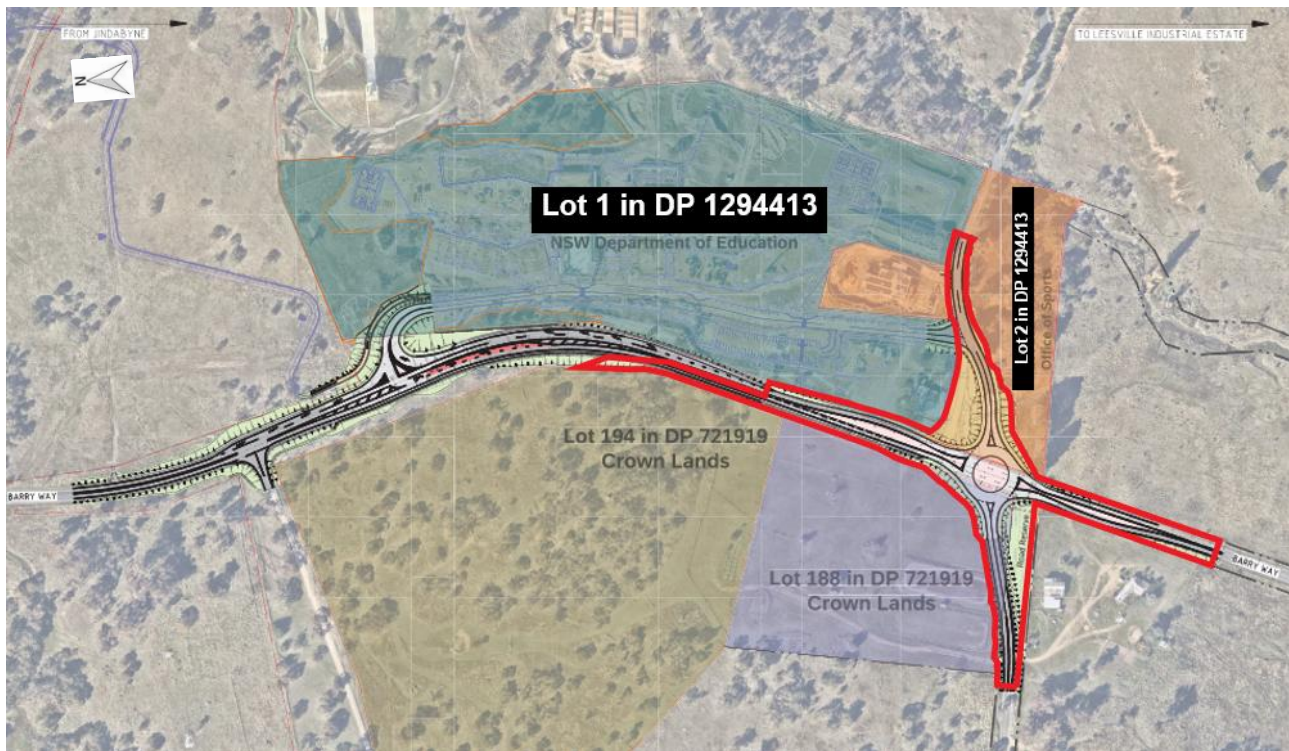 FROM JINDABYNE
TO LEESVILLE INDUSTRIAL ESTATE
N
Lot 1 in DP 1294413
NSW Department of Education
Lot 2 in DP 1294413
Office of Sports
Lot 194 in DP 721919
Crown Lands
BARRY WAY
Lot 188 in DP 721919
Crown Lands
Road Reserve
BARRY WAY